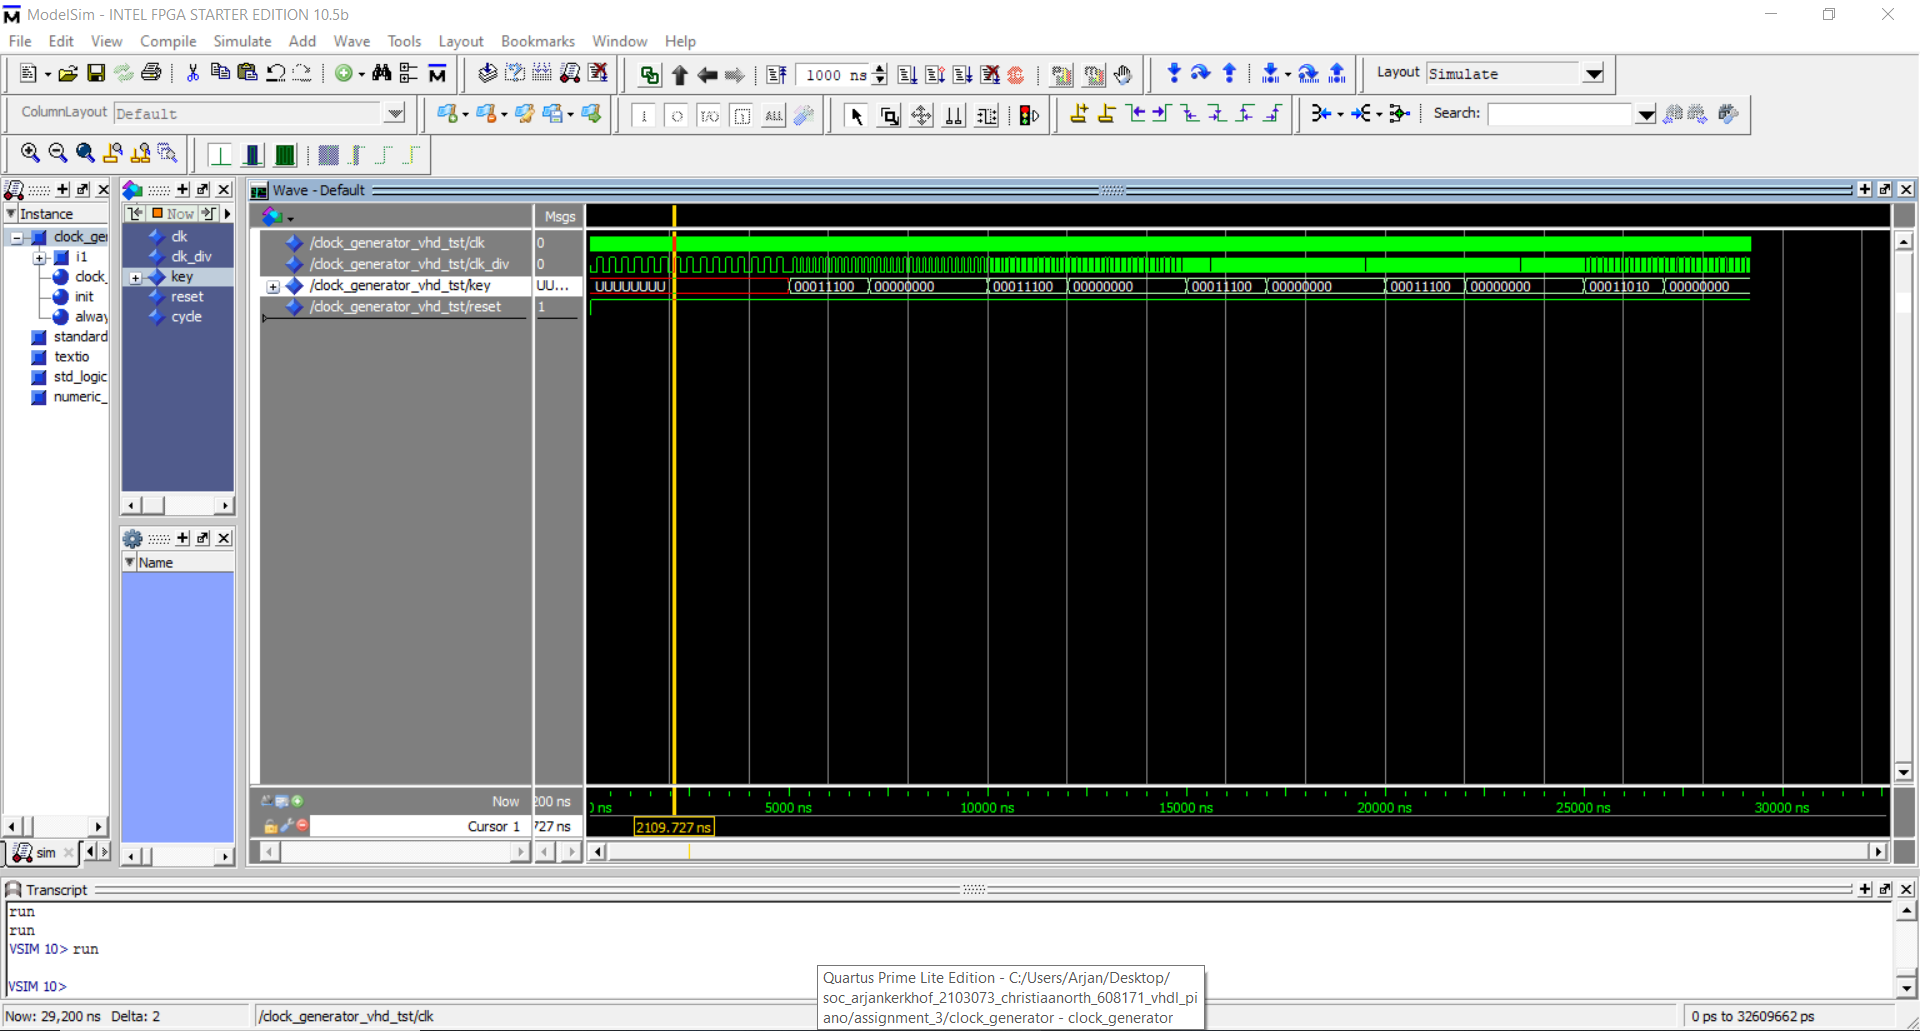 ModelSim - INTEL FPGA STARTER EDITION 10.5b
File Edit View Compile Simulate Add Wave Tools Layout Bookmarks Window Help
1000 ns
Layout Simulate
ColumnLayout Default
Search:
Instance
clock_ger
i1
clock_
init
alway
standard
textio
std_logic
numeric_
sim
Now
clk
clk_div
key
reset
cycle
Name
Wave - Default
Msgs
/clock_generator_vhd_tst/clk 0
/clock_generator_vhd_tst/clk_div 0
/clock_generator_vhd_tst/key UU... UUUUUUUU 00011100 00000000 00011100 00000000 00011100 00000000 00011100 00000000 00011010 00000000
/clock_generator_vhd_tst/reset 1
Now 200 ns
) ns 5000 ns 10000 ns 15000 ns 20000 ns 25000 ns 30000 ns
Cursor 1 727 ns
2109.727 ns
Transcript
run
run
VSIM 10> run
VSIM 10>
Quartus Prime Lite Edition - C:/Users/Arjan/Desktop/
soc_arjankerkhof_2103073_christiaanorth_608171_vhdl_pi
ano/assignment_3/clock_generator - clock_generator
Now: 29,200 ns Delta: 2
/clock_generator_vhd_tst/clk
0 ps to 32609662 ps